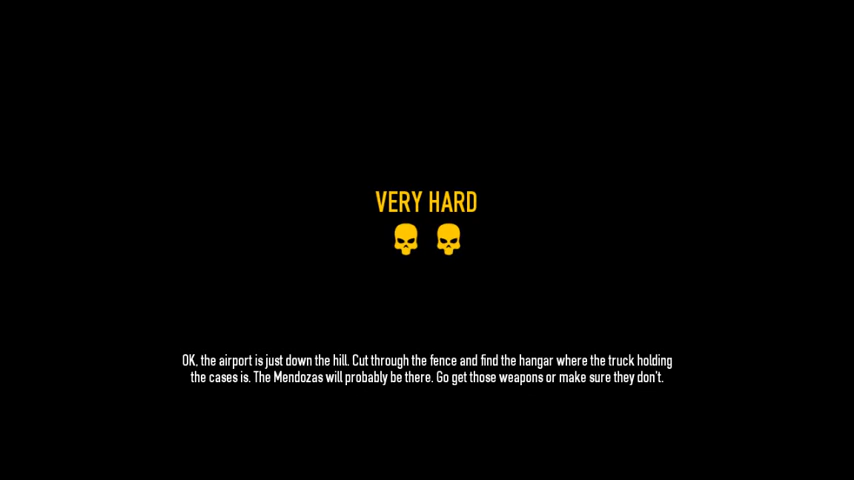 VERY HARD
OK, the airport is just down the hill. Cut through the fence and find the hangar where the truck holding
the cases is. The Mendozas will probably be there. Go get those weapons or make sure they don't.